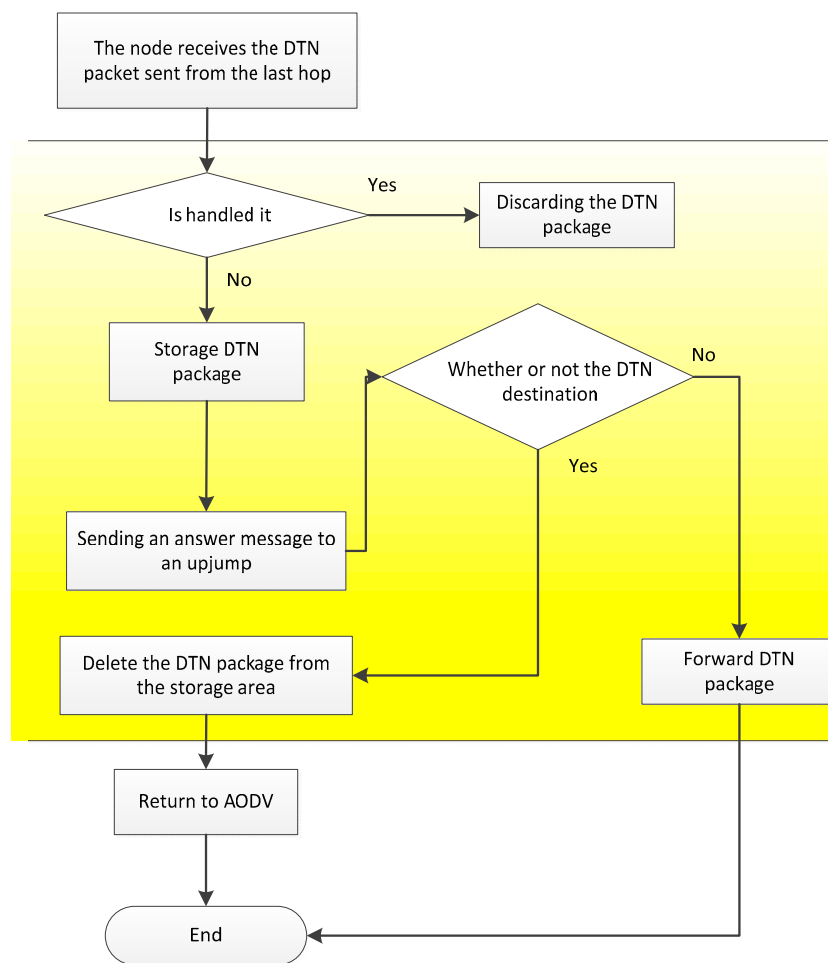 The node receives the DTN
packet sent from the last hop
Is handled it
Yes
Discarding the DTN
package
No
Storage DTN
package
Whether or not the DTN
destination
No
Yes
Sending an answer message to
an upjump
Delete the DTN package from
the storage area
Forward DTN
package
Return to AODV
End